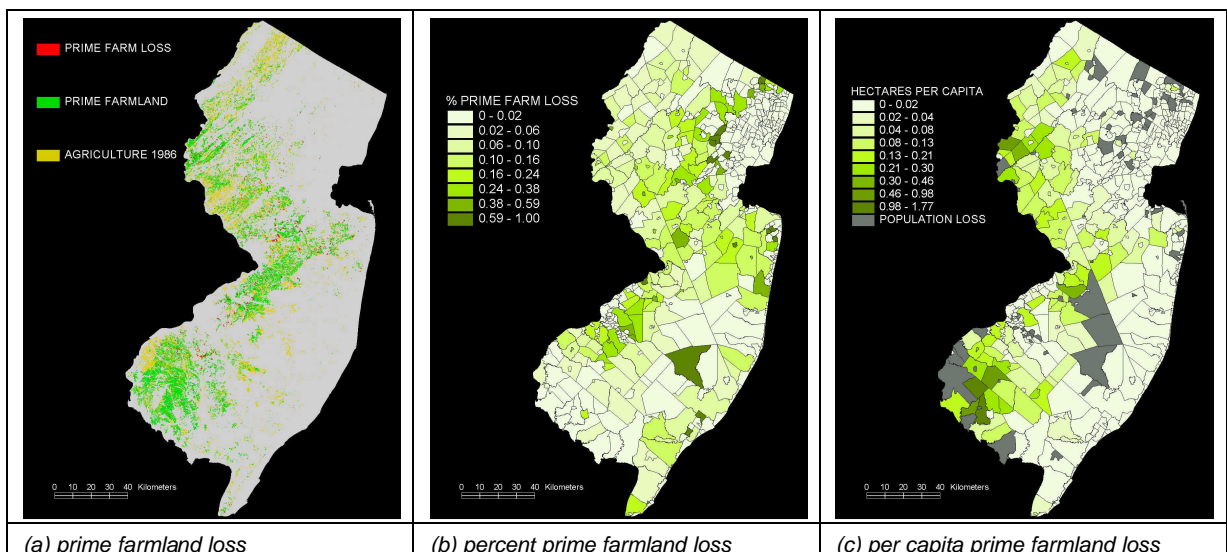 PRIME FARM LOSS
PRIME FARMLAND
AGRICULTURE 1986
0 10 20 30 40 Kilometers
(a) prime farmland loss
% PRIME FARM LOSS
0 - 0.02
0.02 - 0.06
0.06 - 0.10
0.10 - 0.16
0.16 - 0.24
0.24 - 0.38
0.38 - 0.59
0.59 - 1.00
0 10 20 30 40 Kilometers
(b) percent prime farmland loss
HECTARES PER CAPITA
0 - 0.02
0.02 - 0.04
0.04 - 0.08
0.08 - 0.13
0.13 - 0.21
0.21 - 0.30
0.30 - 0.46
0.46 - 0.98
0.98 - 1.77
POPULATION LOSS
0 10 20 30 40 Kilometers
(c) per capita prime farmland loss